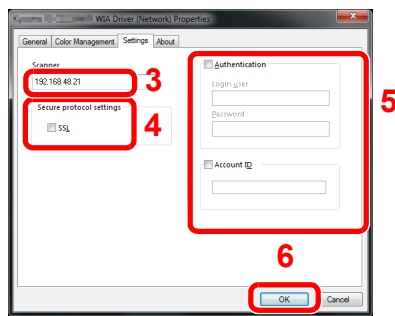 Kyocera WIA Driver (Network) Properties
General Color Management Settings About
Scanner
192.168.48.21
3
Secure protocol settings
SSL
4
Authentication
Login user
Password
Account ID
5
6
OK Cancel